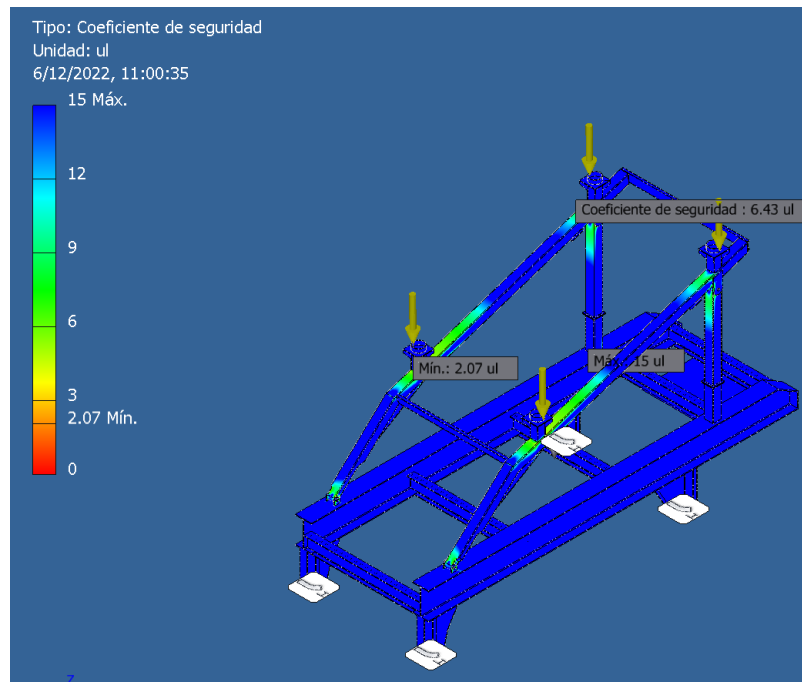 Tipo: Coeficiente de seguridad
Unidad: ul
6/12/2022, 11:00:35
15 Máx.
12
9
6
3
2.07 Mín.
0
Coeficiente de seguridad : 6.43 ul
Mín.: 2.07 ul
15 ul
Z